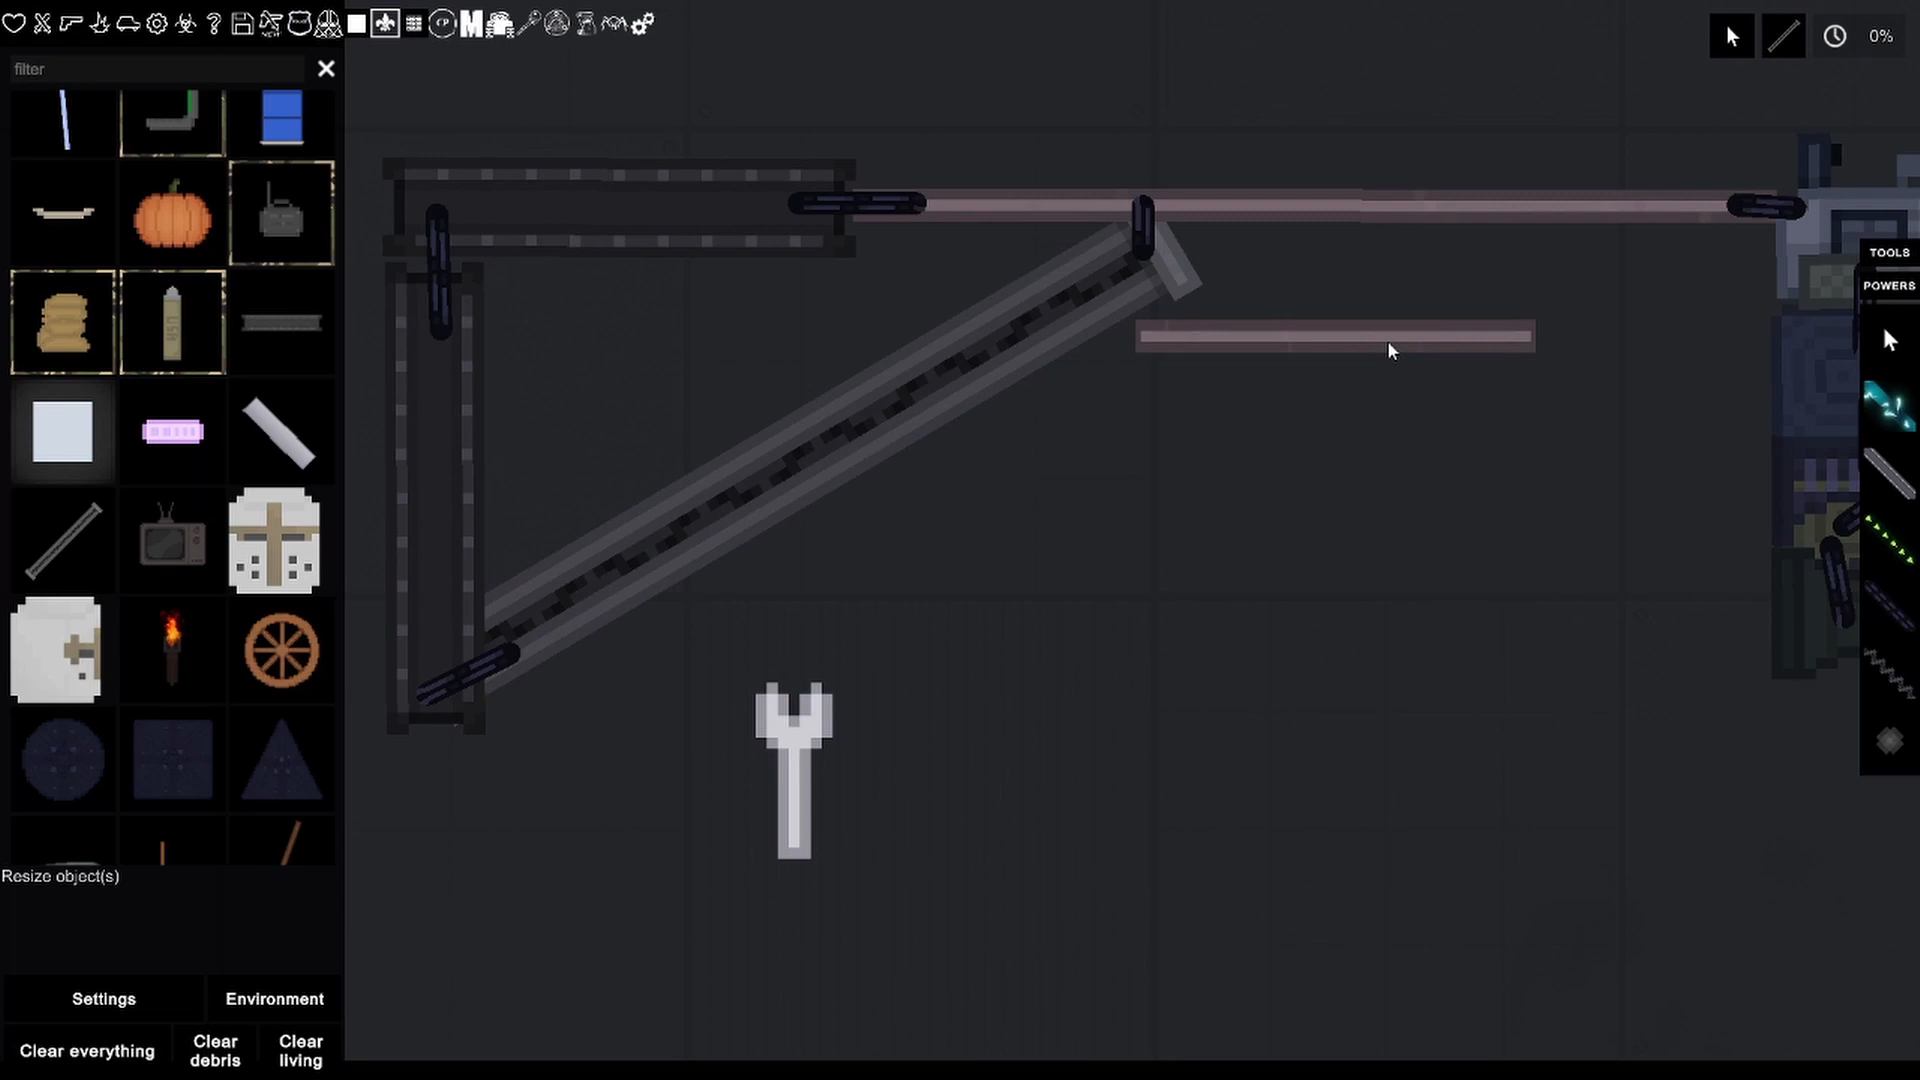 0%
filter
TOOLS
POWERS
Resize object(s)
Settings
Environment
Clear everything
Clear debris
Clear living